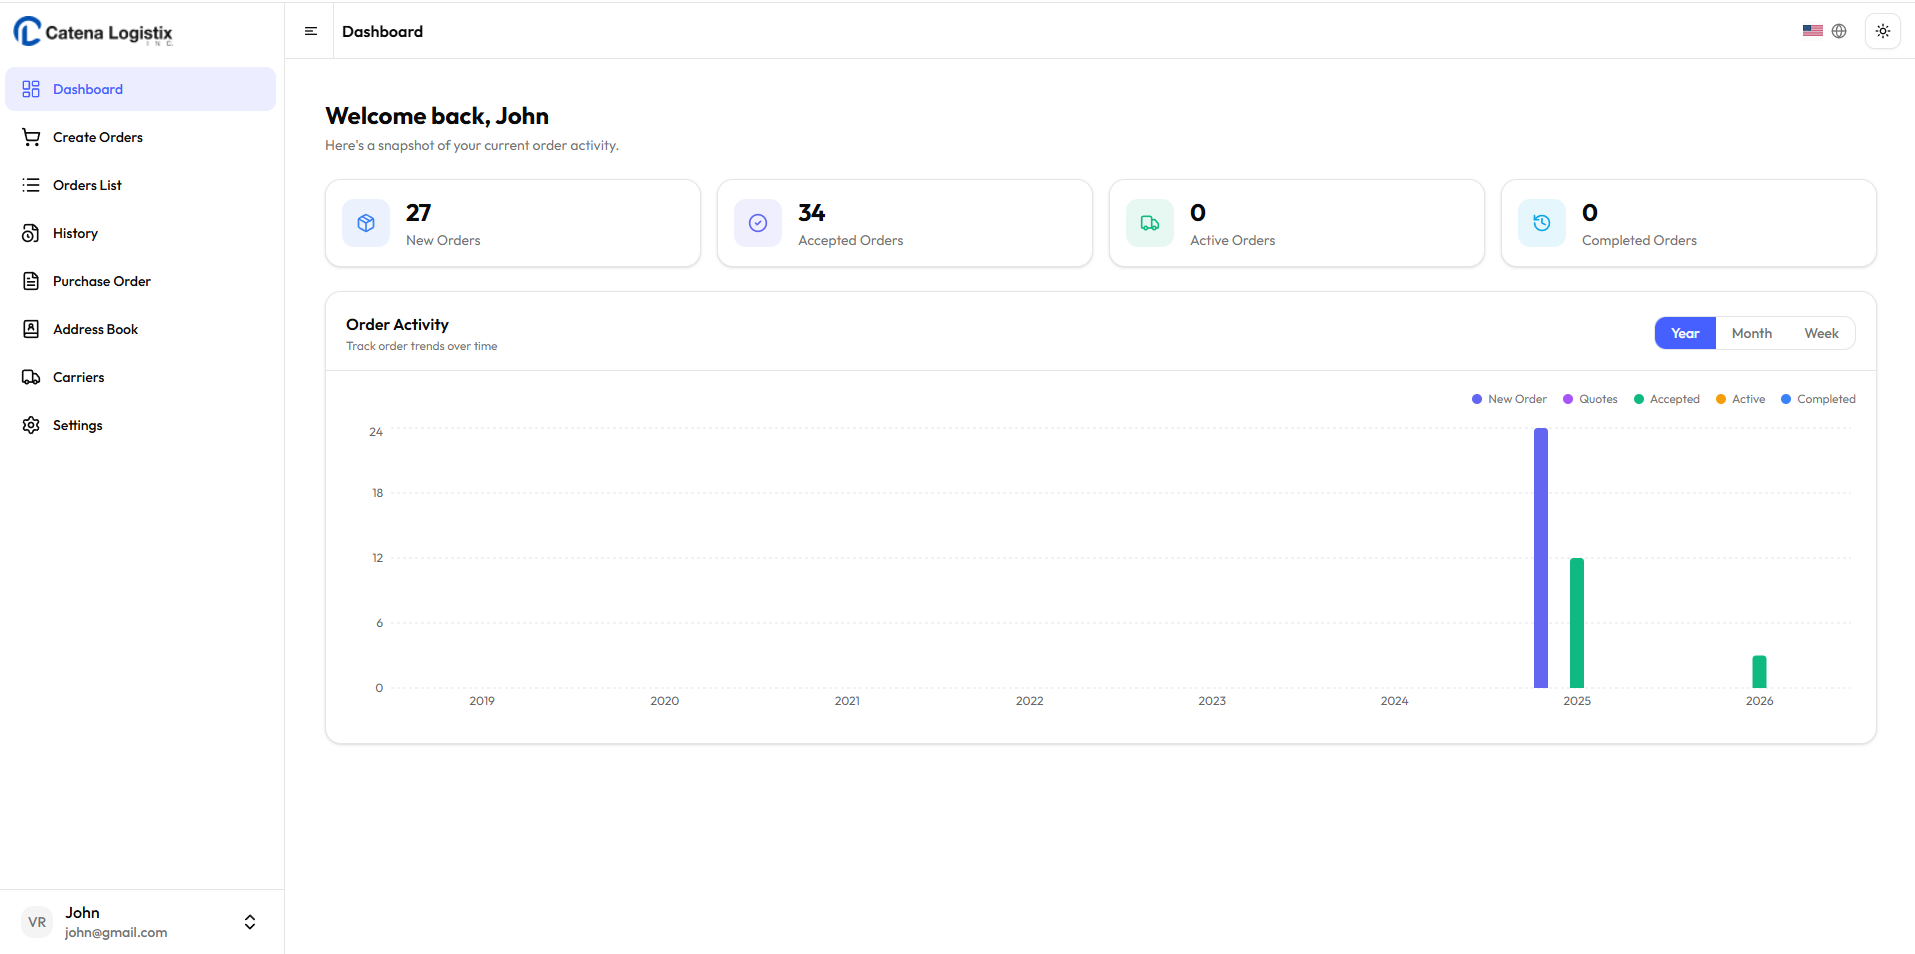 Catena Logistix
INC.
Dashboard
Create Orders
Orders List
History
Purchase Order
Address Book
Carriers
Settings
VR
John
john@gmail.com
Dashboard
Welcome back, John
Here's a snapshot of your current order activity.
27
New Orders
34
Accepted Orders
0
Active Orders
0
Completed Orders
Order Activity
Track order trends over time
Year Month Week
New Order Quotes Accepted Active Completed
24
18
12
6
0
2019 2020 2021 2022 2023 2024 2025 2026